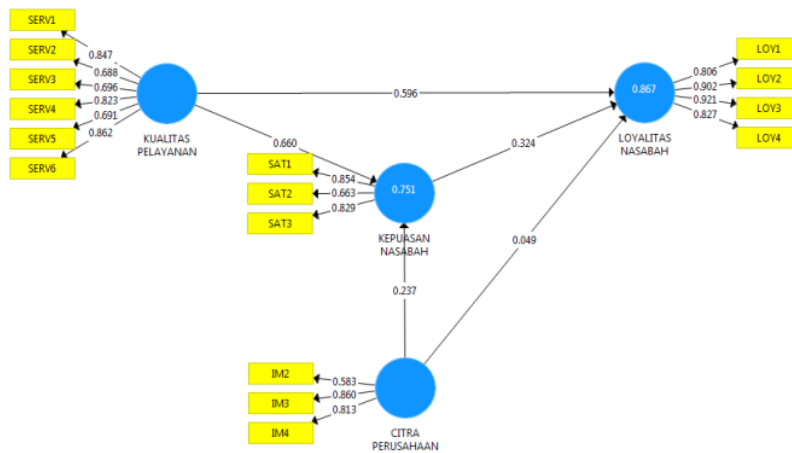 SERV1
SERV2
SERV3
SERV4
SERV5
SERV6
0.847
0.688
0.696
0.823
0.691
0.862
KUALITAS
PELAYANAN
0.596
0.660
0.867
LOYALITAS
NASABAH
0.806
0.902
0.921
0.827
LOY1
LOY2
LOY3
LOY4
SAT1
SAT2
SAT3
0.854
0.663
0.829
0.751
KEPUASAN
NASABAH
0.324
0.049
0.237
IM2
IM3
IM4
0.583
0.860
0.813
CITRA
PERUSAHAAN